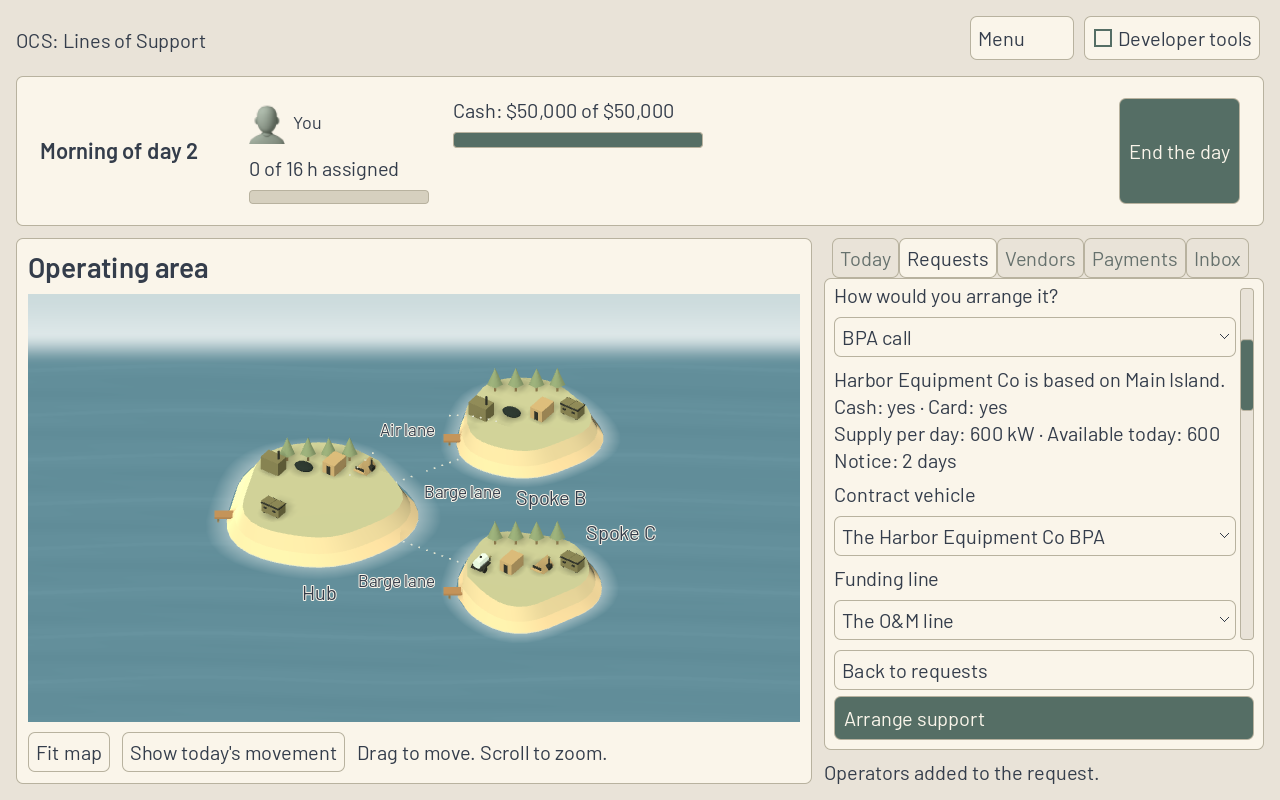 OCS: Lines of Support
Menu
Developer tools
Morning of day 2
You
0 of 16 h assigned
Cash: $50,000 of $50,000
End the day
Operating area
Air lane
Barge lane
Spoke B
Spoke C
Barge lane
Hub
Fit map
Show today's movement
Drag to move. Scroll to zoom.
Today
Requests
Vendors
Payments
Inbox
How would you arrange it?
BPA call
Harbor Equipment Co is based on Main Island.
Cash: yes · Card: yes
Supply per day: 600 kW · Available today: 600
Notice: 2 days
Contract vehicle
The Harbor Equipment Co BPA
Funding line
The O&M line
Back to requests
Arrange support
Operators added to the request.